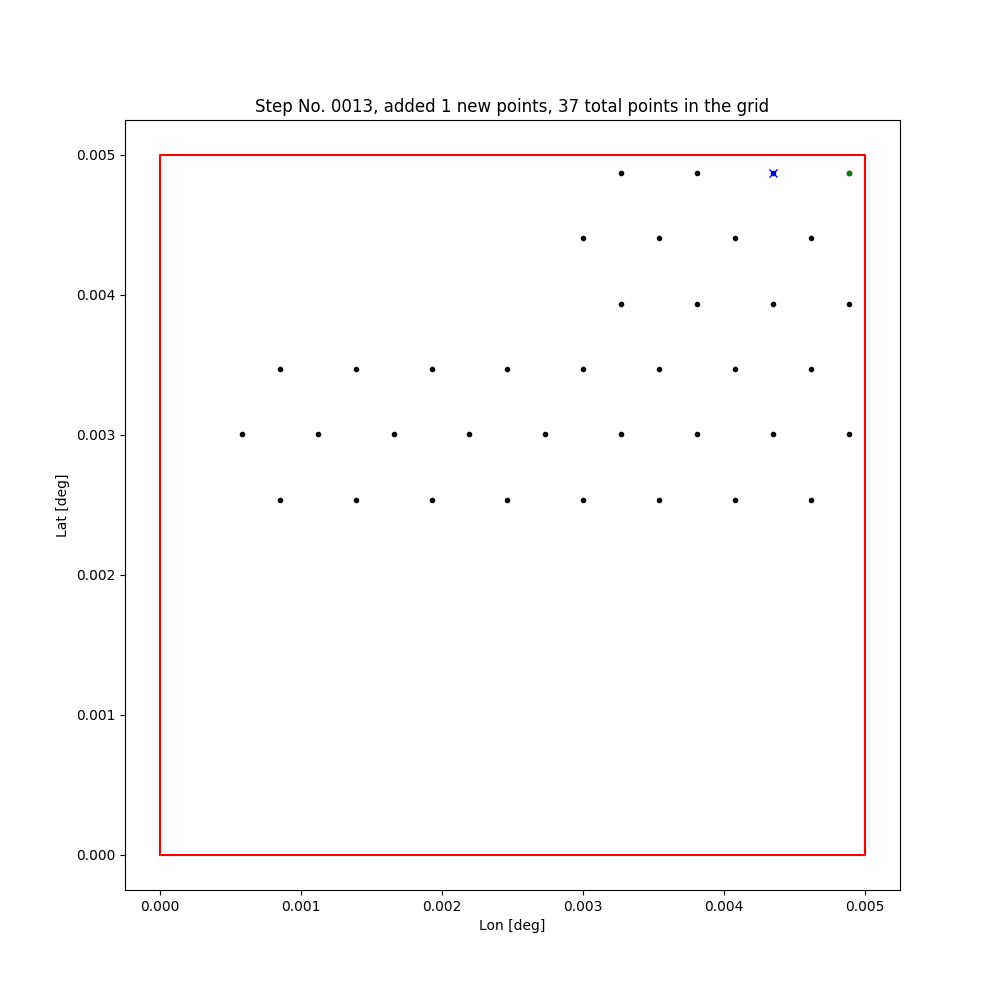 Step No. 0013, added 1 new points, 37 total points in the grid
0.005
0.004
0.003
0.002
0.001
0.000
Lat [deg]
0.000 0.001 0.002 0.003 0.004 0.005
Lon [deg]